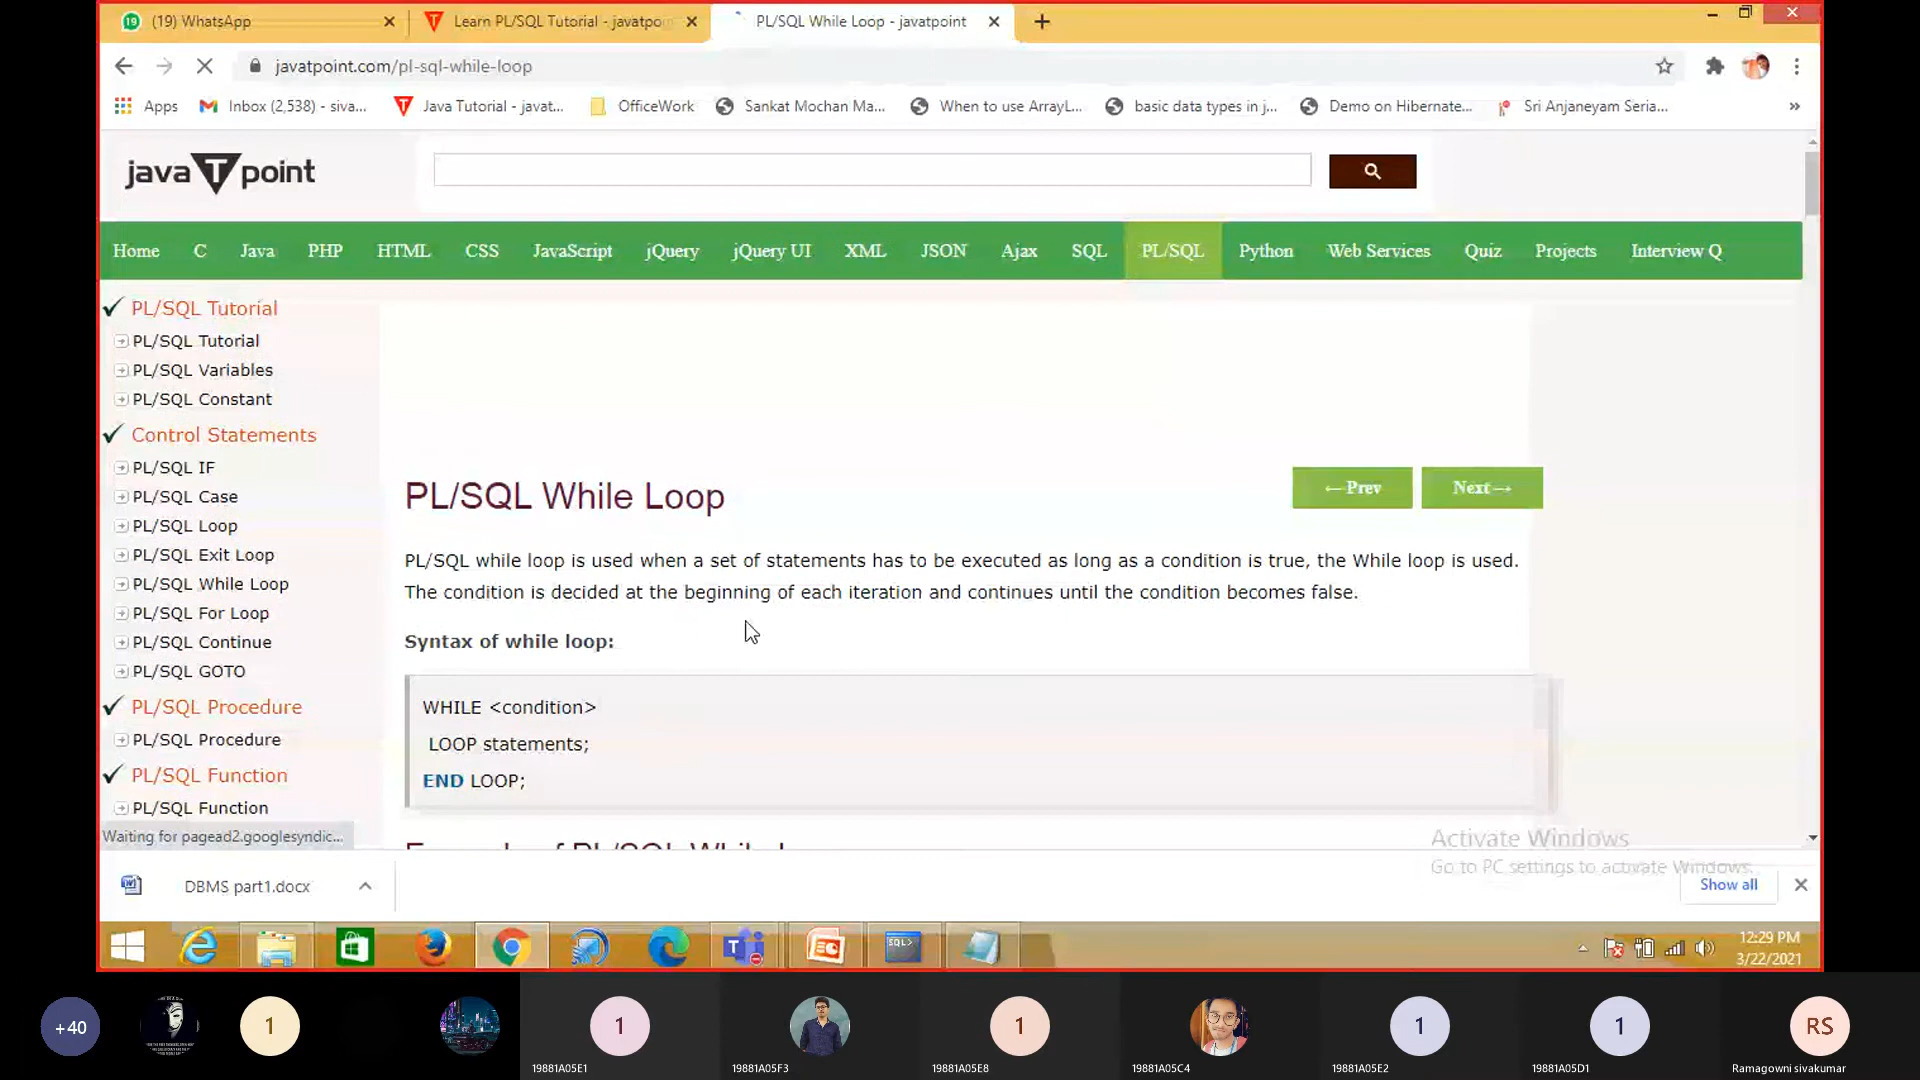 19
(19) WhatsApp
Learn PL/SQL Tutorial - javatpo
PL/SQL While Loop - javatpoint
javatpoint.com/pl-sql-while-loop
Apps
Inbox (2,538) - siva...
Java Tutorial - javat...
OfficeWork
Sankat Mochan Ma...
When to use ArrayL...
basic data types in j...
Demo on Hibernate...
Sri Anjaneyam Seria...
»
java T point
Home C Java PHP HTML CSS JavaScript jQuery jQuery UI XML JSON Ajax SQL PL/SQL Python Web Services Quiz Projects Interview Q
PL/SQL Tutorial
PL/SQL Tutorial
PL/SQL Variables
PL/SQL Constant
Control Statements
PL/SQL IF
PL/SQL Case
PL/SQL Loop
PL/SQL Exit Loop
PL/SQL While Loop
PL/SQL For Loop
PL/SQL Continue
PL/SQL GOTO
PL/SQL Procedure
PL/SQL Procedure
PL/SQL Function
PL/SQL Function
Waiting for pagead2.googlesyndic...
PL/SQL While Loop
← Prev
Next →
PL/SQL while loop is used when a set of statements has to be executed as long as a condition is true, the While loop is used.
The condition is decided at the beginning of each iteration and continues until the condition becomes false.
Syntax of while loop:
WHILE <condition>
LOOP statements;
END LOOP;
Activate Windows
Go to PC settings to activate Windows.
DBMS part1.docx
Show all
SQL>
12:29 PM
3/22/2021
+40
1
1
19881A05E1
19881A05F3
1
19881A05E8
19881A05C4
1
19881A05E2
1
19881A05D1
RS
Ramagowni sivakumar